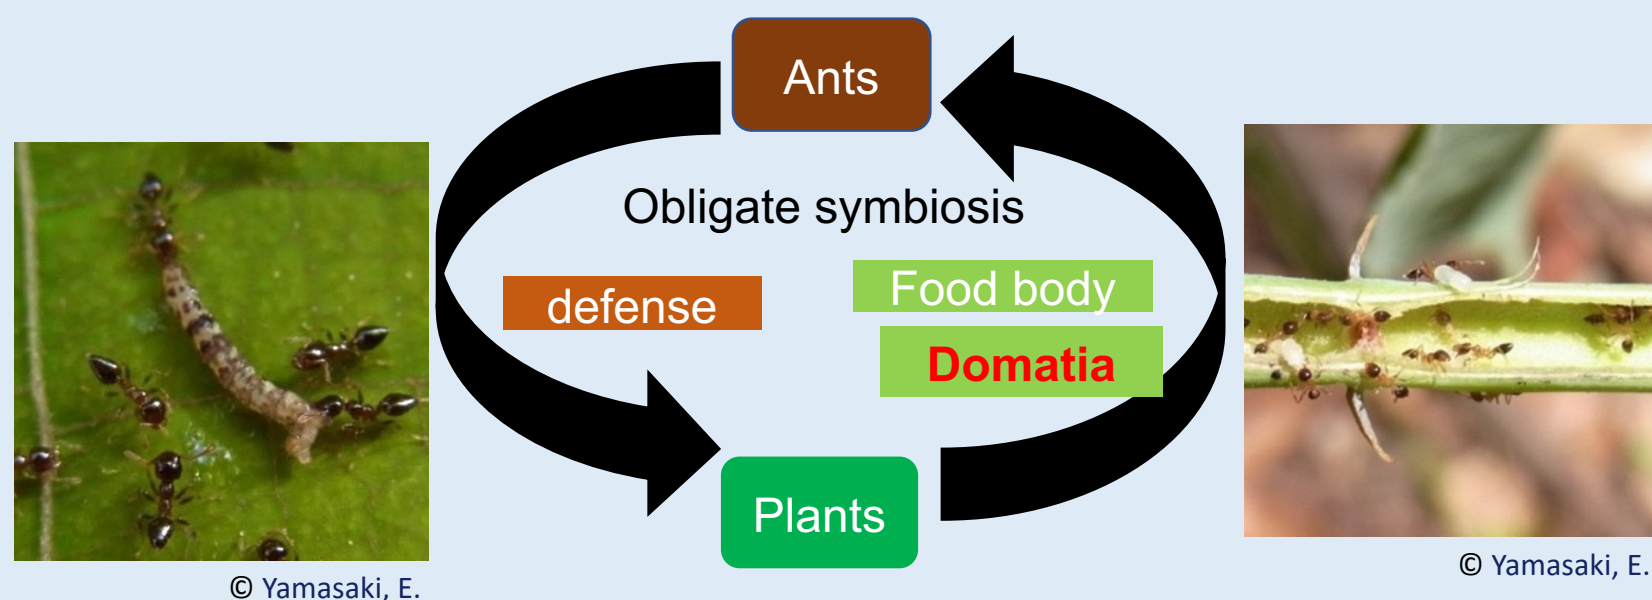 Ants
Obligate symbiosis
defense
Food body
Domatia
Plants
© Yamasaki, E.
© Yamasaki, E.